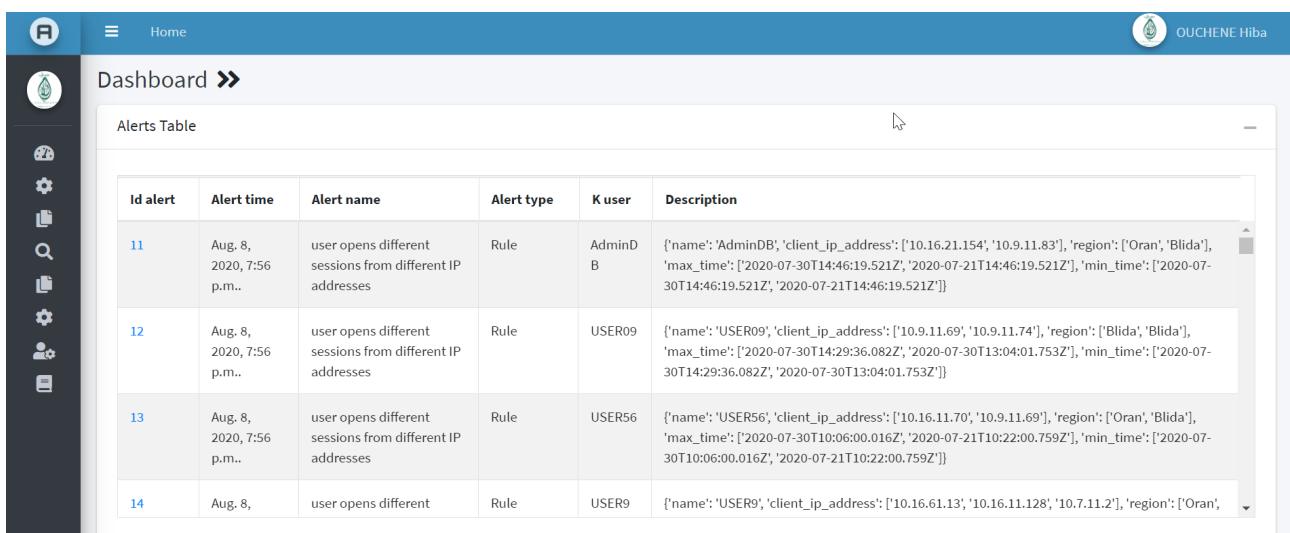 Home
OUCHENE Hiba
Dashboard
Alerts Table
Id alert Alert time Alert name Alert type K user Description
11 Aug. 8, 2020, 7:56 p.m.. user opens different sessions from different IP addresses Rule AdminDB {'name': 'AdminDB', 'client_ip_address': ['10.16.21.154', '10.9.11.83'], 'region': ['Oran', 'Blida'], 'max_time': ['2020-07-30T14:46:19.521Z', '2020-07-21T14:46:19.521Z'], 'min_time': ['2020-07-30T14:46:19.521Z', '2020-07-21T14:46:19.521Z']}
12 Aug. 8, 2020, 7:56 p.m.. user opens different sessions from different IP addresses Rule USER09 {'name': 'USER09', 'client_ip_address': ['10.9.11.69', '10.9.11.74'], 'region': ['Blida', 'Blida'], 'max_time': ['2020-07-30T14:29:36.082Z', '2020-07-30T13:04:01.753Z'], 'min_time': ['2020-07-30T14:29:36.082Z', '2020-07-30T13:04:01.753Z']}
13 Aug. 8, 2020, 7:56 p.m.. user opens different sessions from different IP addresses Rule USER56 {'name': 'USER56', 'client_ip_address': ['10.16.11.70', '10.9.11.69'], 'region': ['Oran', 'Blida'], 'max_time': ['2020-07-30T10:06:00.016Z', '2020-07-21T10:22:00.759Z'], 'min_time': ['2020-07-30T10:06:00.016Z', '2020-07-21T10:22:00.759Z']}
14 Aug. 8, user opens different Rule USER9 {'name': 'USER9', 'client_ip_address': ['10.16.61.13', '10.16.11.128', '10.7.11.2'], 'region': ['Oran',